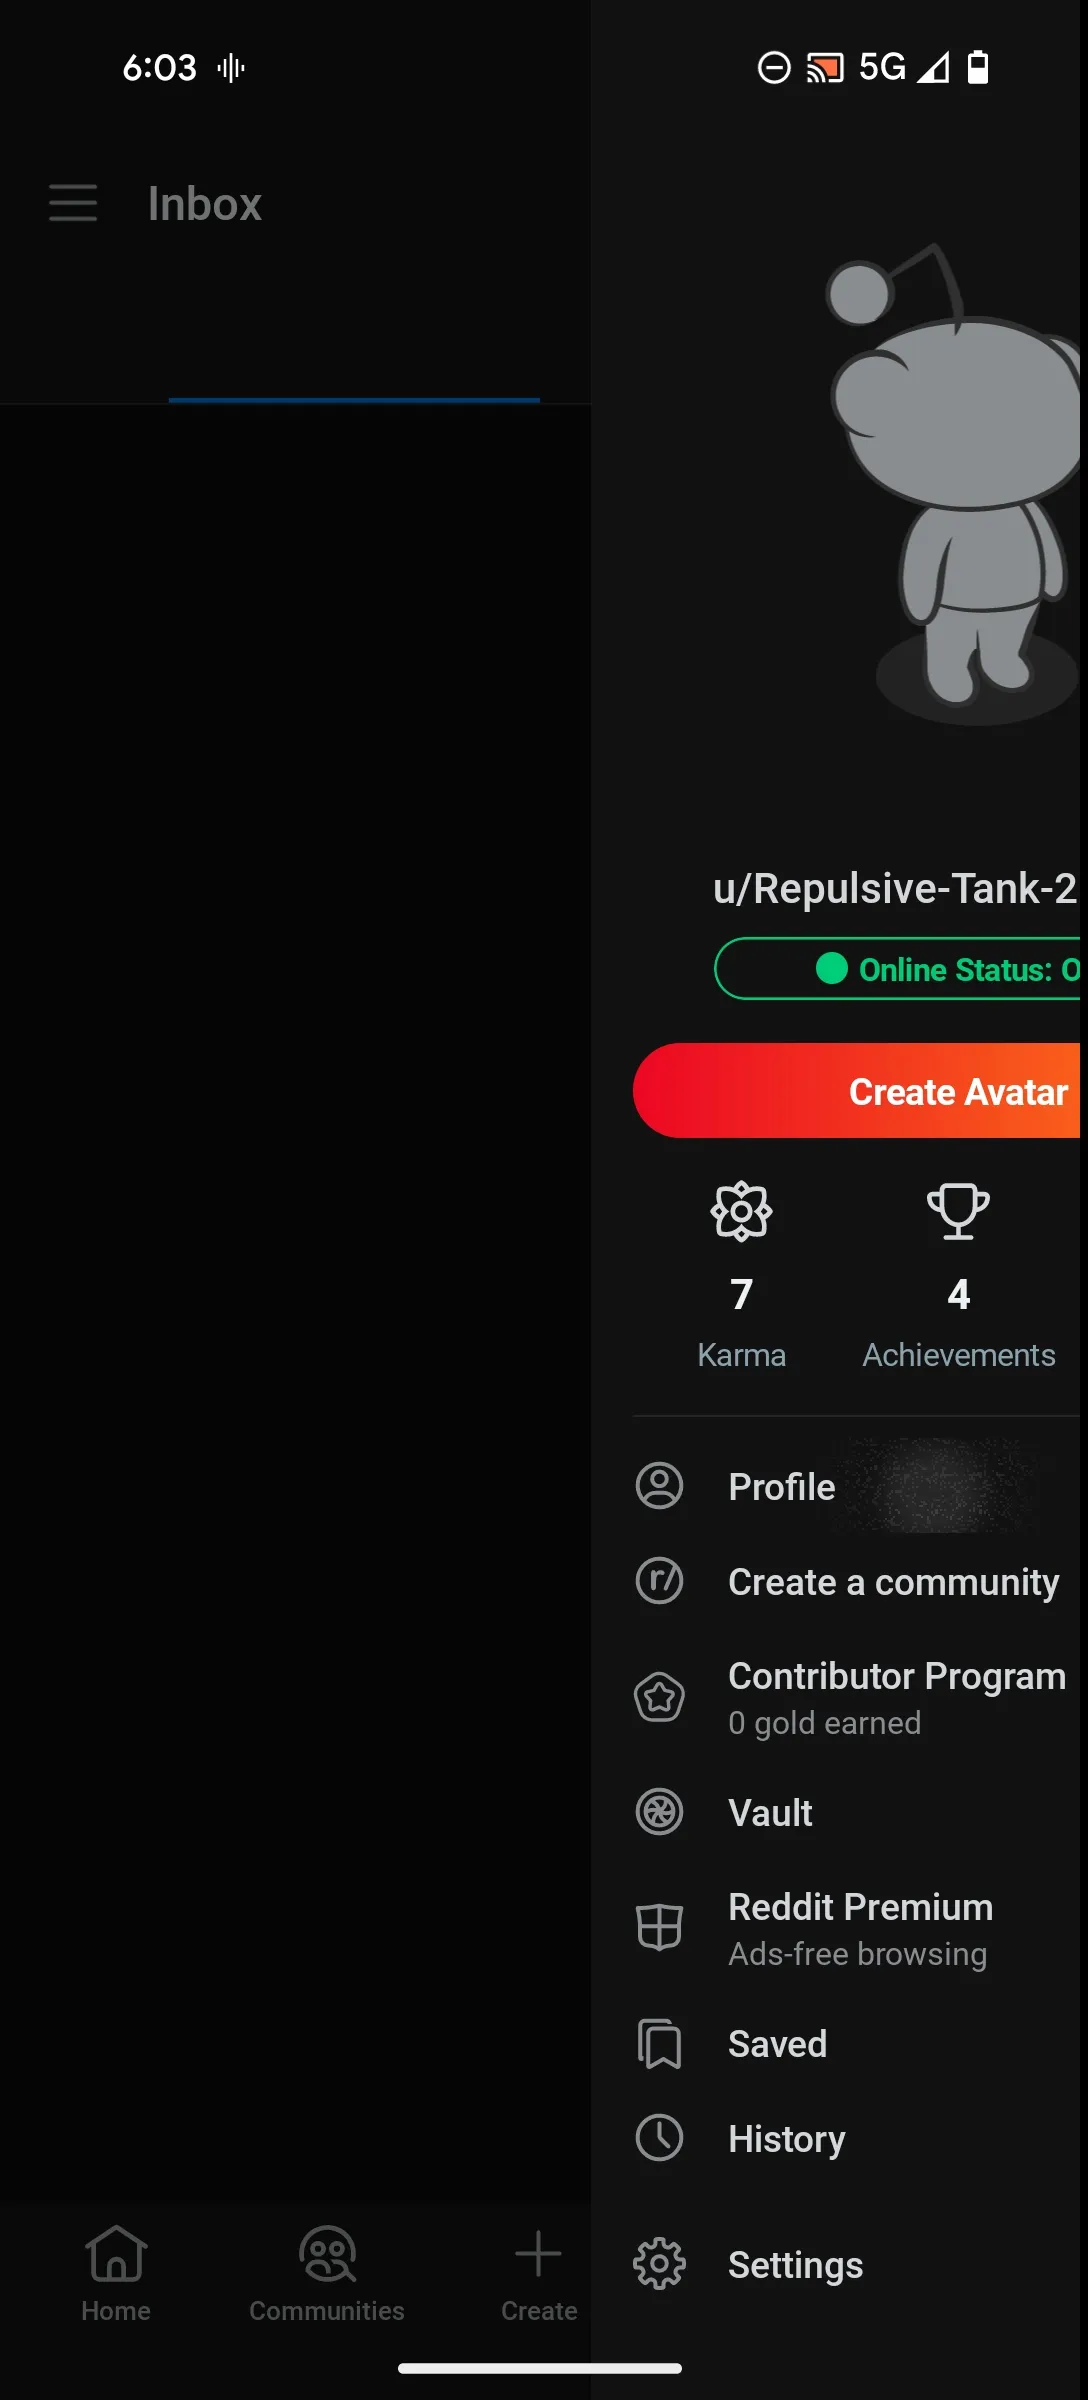 6:03
5G
Inbox
u/Repulsive-Tank-2
Online Status: O
Create Avatar
7
4
Karma
Achievements
Profile
r/
Create a community
Contributor Program
0 gold earned
Vault
Reddit Premium
Ads-free browsing
Saved
History
Settings
Home
Communities
Create